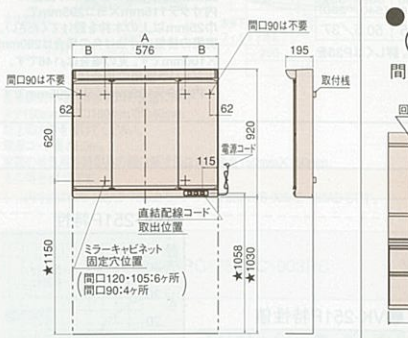 A
B
576
B
195
間口90は不要
間口90は不要
取付桟
62
62
620
920
電源コード
115
直結配線コード
取出位置
★1150
ミラーキャビネット
固定穴位置
(間口120・105:6ヶ所
間口90:4ヶ所)
★1058
★1030
●
(
間
回